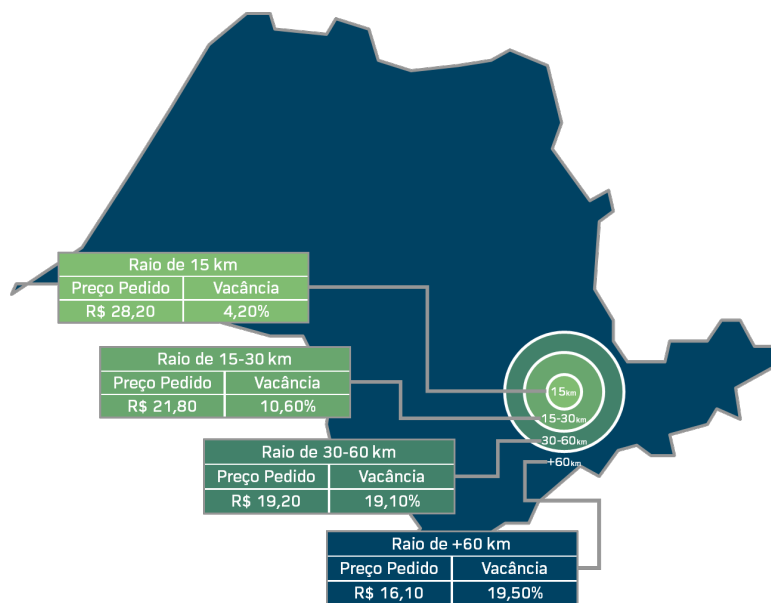 Raio de 15 km
Preço Pedido Vacância
R$ 28,20 4,20%
Raio de 15-30 km
Preço Pedido Vacância
R$ 21,80 10,60%
Raio de 30-60 km
Preço Pedido Vacância
R$ 19,20 19,10%
Raio de +60 km
Preço Pedido Vacância
R$ 16,10 19,50%
15km
15-30km
30-60km
+60km